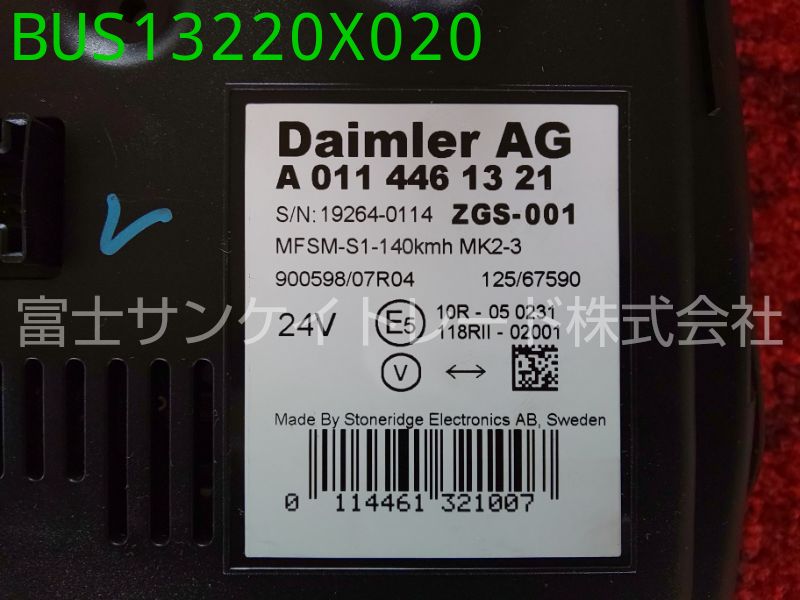 BUS13220X020
Daimler AG
A 011 446 13 21
S/N: 19264-0114 ZGS-001
MFSM-S1-140kmh MK2-3
900598/07R04 125/67590
富士サンケイトレード株式会社
24V E5 10R - 05 0231
118RII - 02001
V
Made By Stoneridge Electronics AB, Sweden
0 114461 321007